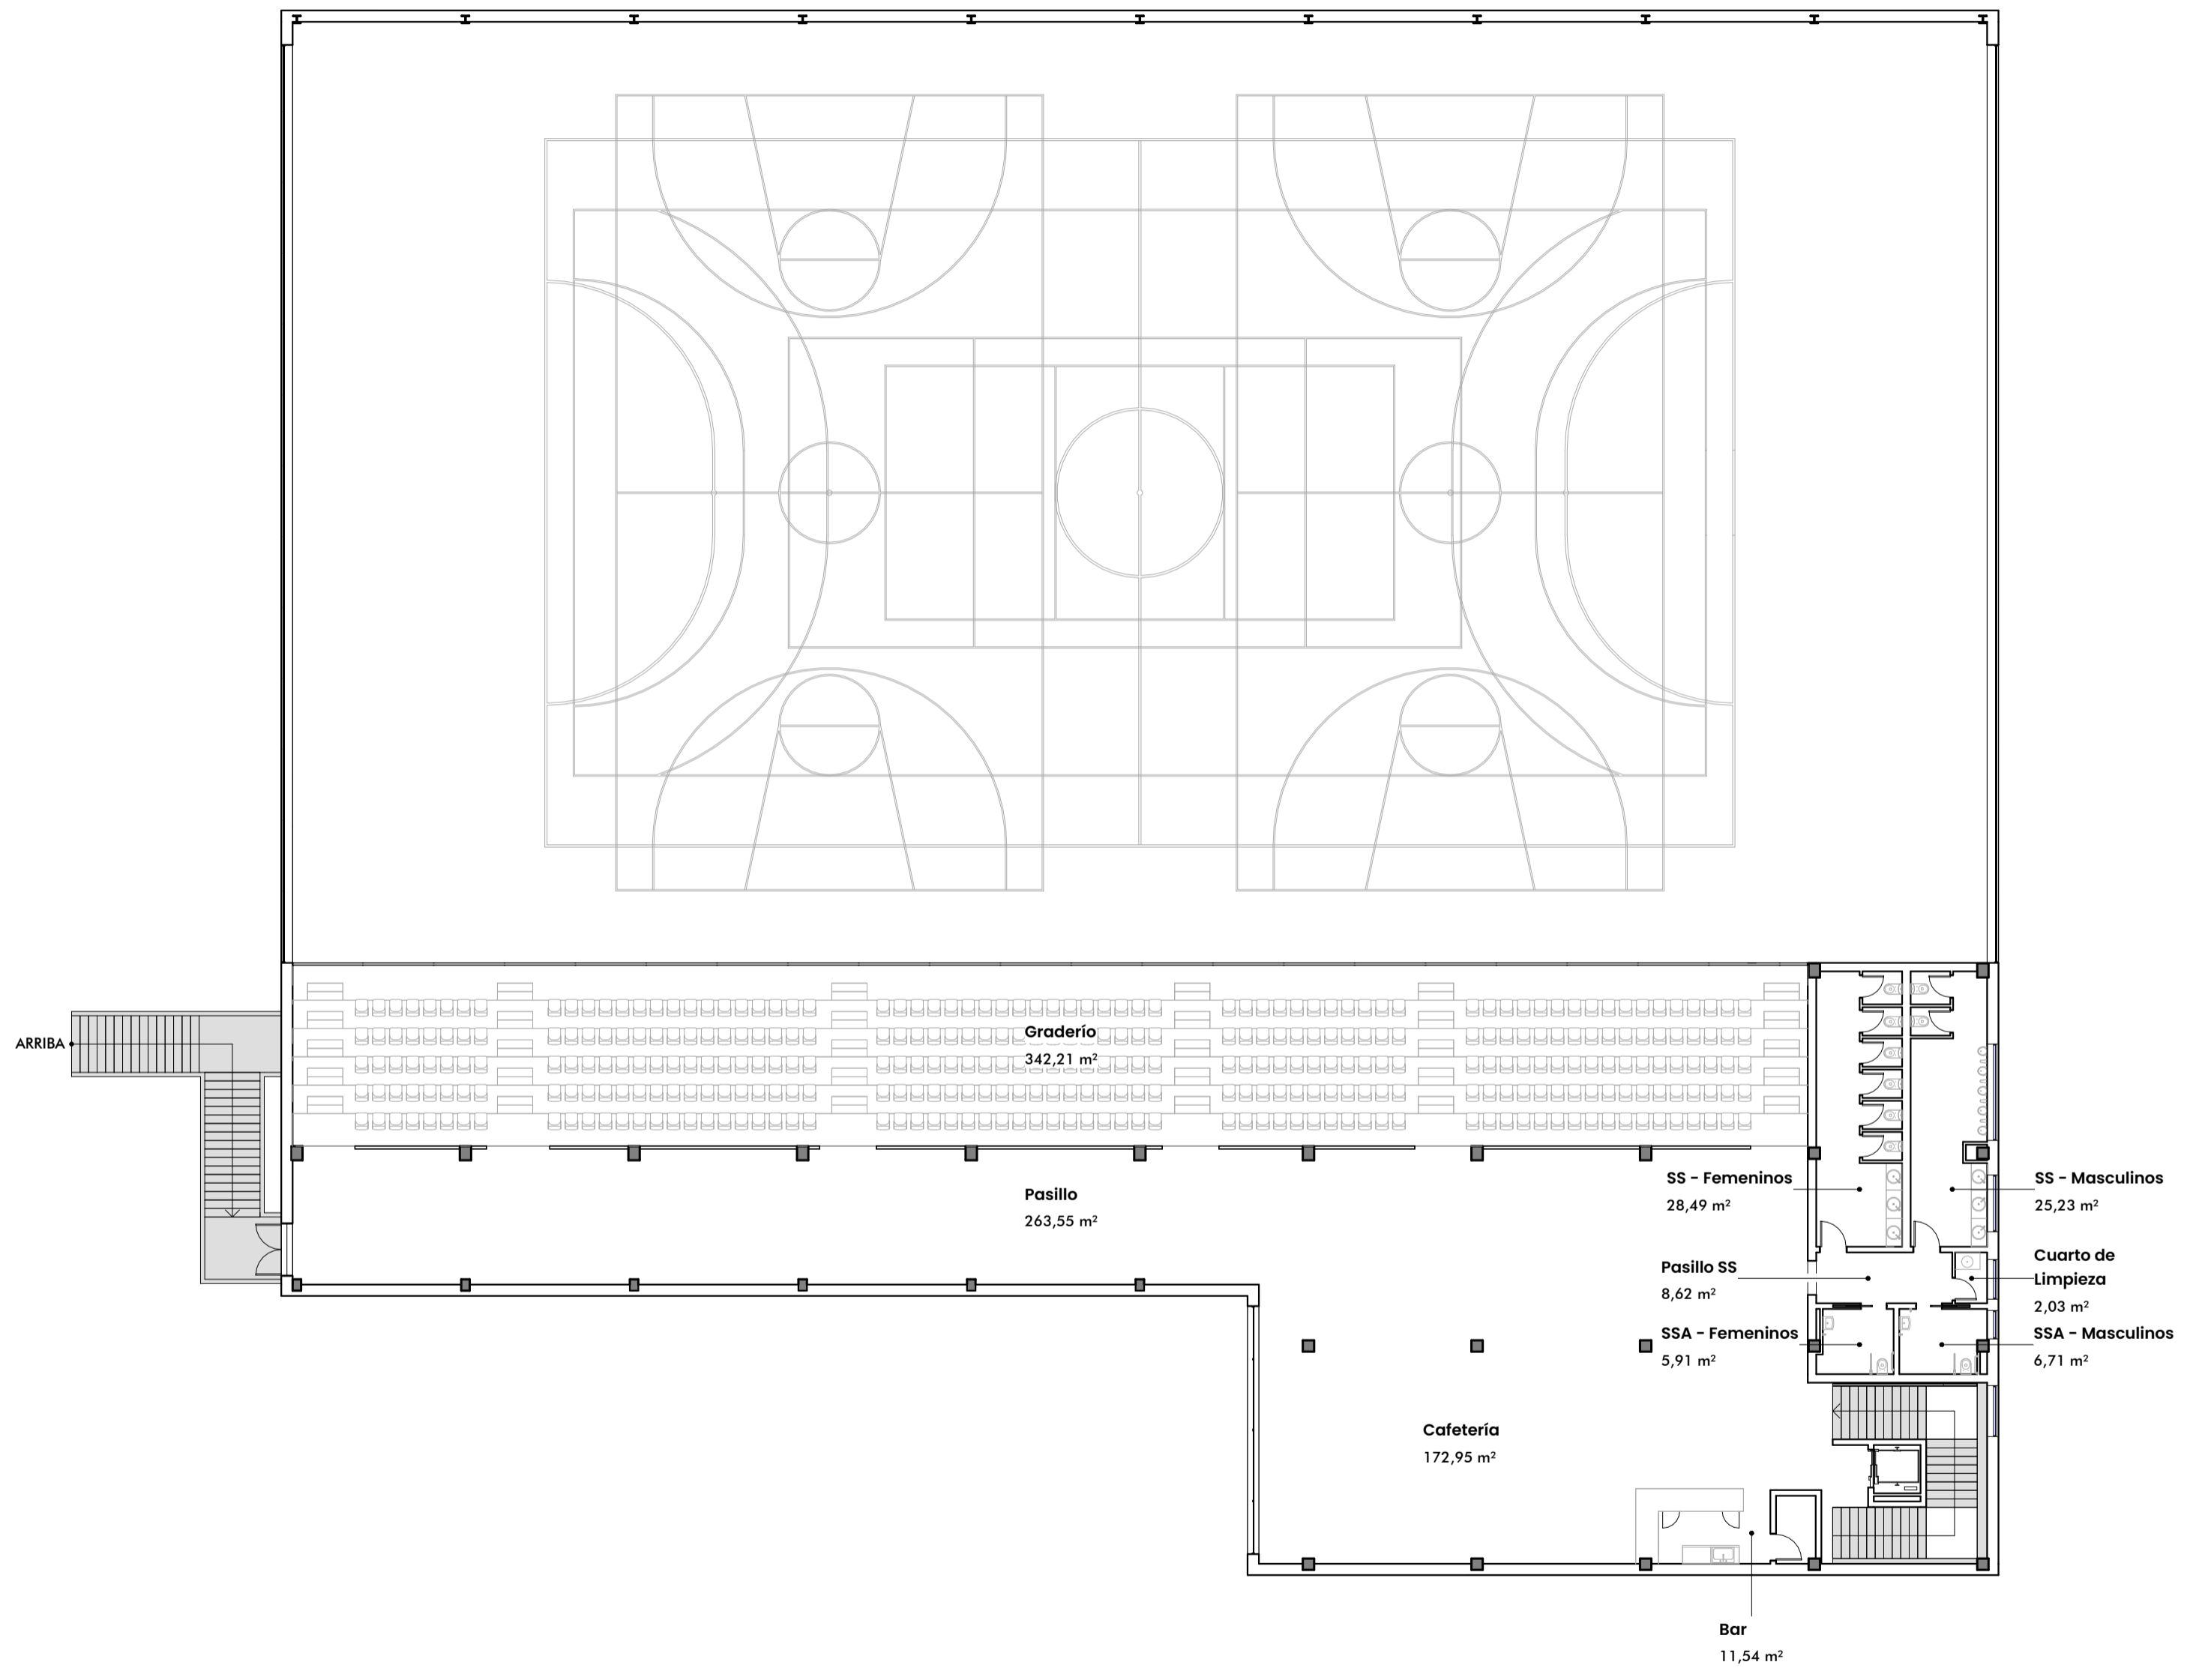 ARRIBA
Graderío
342,21 m²
Pasillo
263,55 m²
SS - Femeninos
28,49 m²
SS - Masculinos
25,23 m²
Pasillo SS
8,62 m²
Cuarto de
Limpieza
2,03 m²
SSA - Femeninos
5,91 m²
SSA - Masculinos
6,71 m²
Cafetería
172,95 m²
Bar
11,54 m²